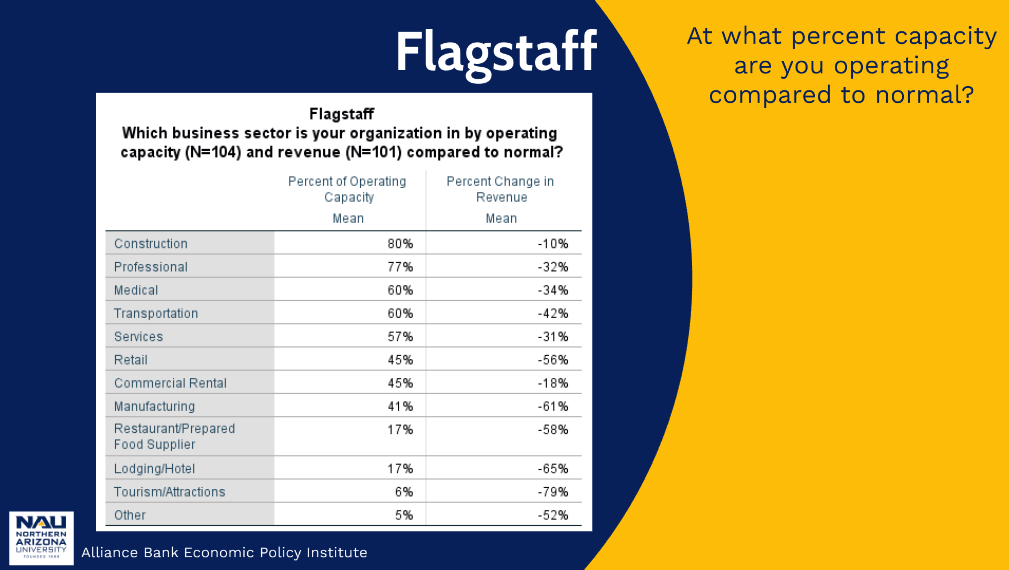 Flagstaff
At what percent capacity
are you operating
compared to normal?
Flagstaff
Which business sector is your organization in by operating
capacity (N=104) and revenue (N=101) compared to normal?
Percent of Operating Percent Change in
Capacity Revenue
Mean Mean
Construction 80% -10%
Professional 77% -32%
Medical 60% -34%
Transportation 60% -42%
Services 57% -31%
Retail 45% -56%
Commercial Rental 45% -18%
Manufacturing 41% -61%
Restaurant/Prepared 17% -58%
Food Supplier
Lodging/Hotel 17% -65%
Tourism/Attractions 6% -79%
Other 5% -52%
NAU
NORTHERN
ARIZONA
UNIVERSITY
FOUNDED 1899
Alliance Bank Economic Policy Institute